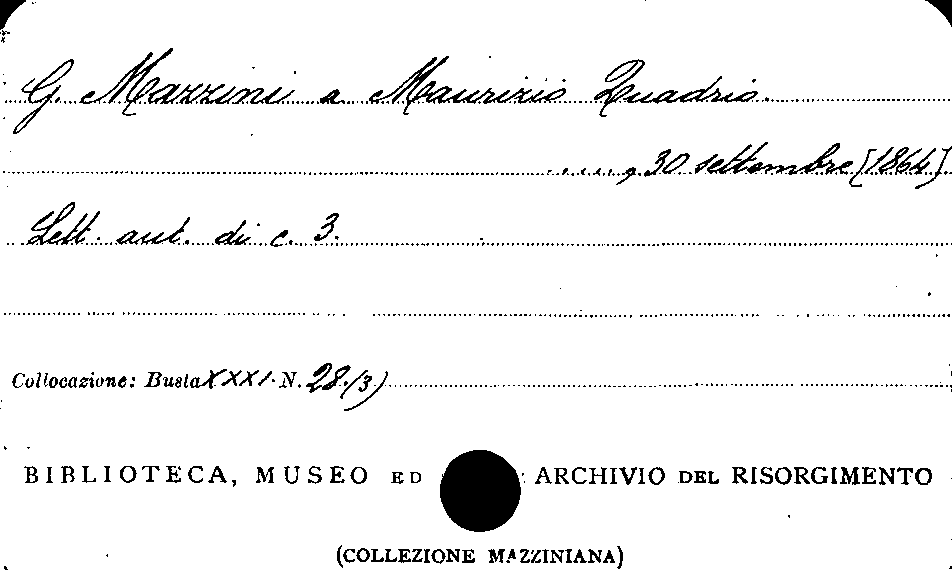 G. Mazzini a Maurizio Quadrio.
....., 30 settembre [1864].
Lett. aut. di c. 3.
Collocazione: Busta XXXI. N. 28./3)
BIBLIOTECA, MUSEO ED ARCHIVIO DEL RISORGIMENTO
(COLLEZIONE MAZZINIANA)